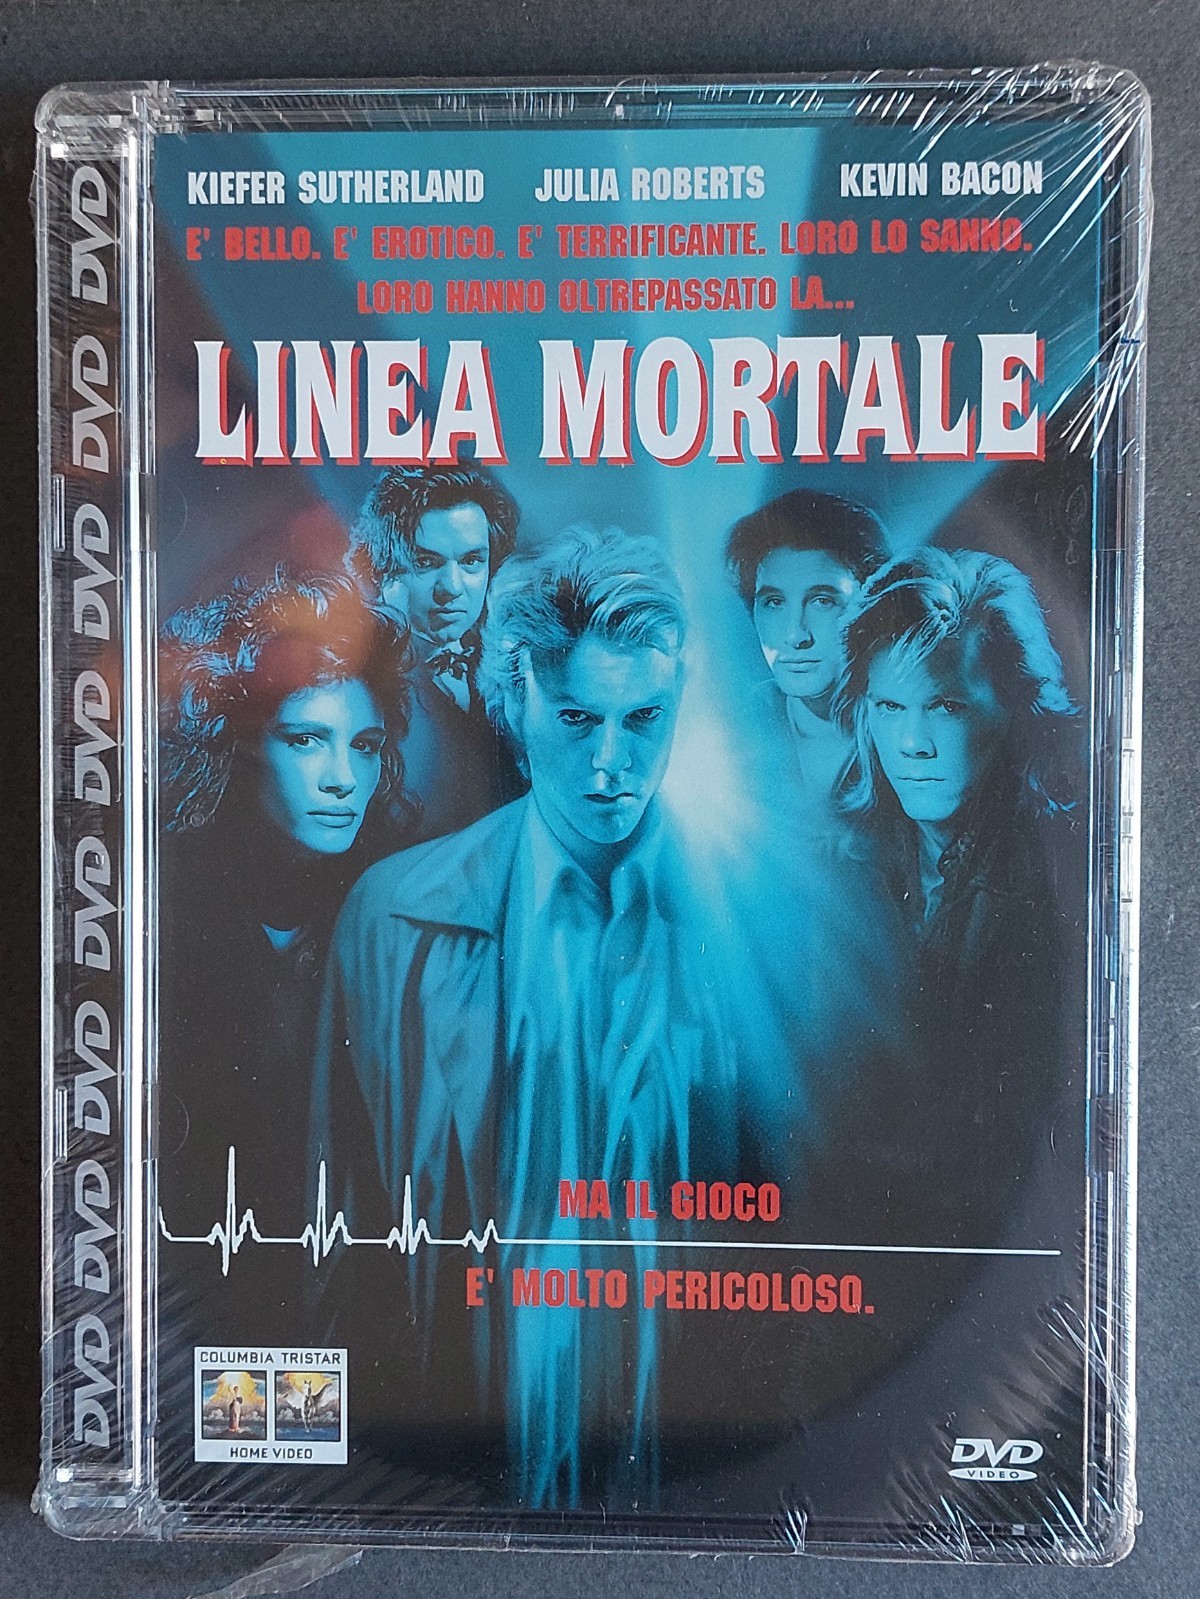 KIEFER SUTHERLAND JULIA ROBERTS KEVIN BACON
E' BELLO. E' EROTICO. E' TERRIFICANTE. LORO LO SANNO.
LORO HANNO OLTREPASSATO LA...
LINEA MORTALE
MA IL GIOCO
E' MOLTO PERICOLOSO.
COLUMBIA TRISTAR
HOME VIDEO
DVD
VIDEO
DVD DVD DVD DVD DVD DVD DVD DVD